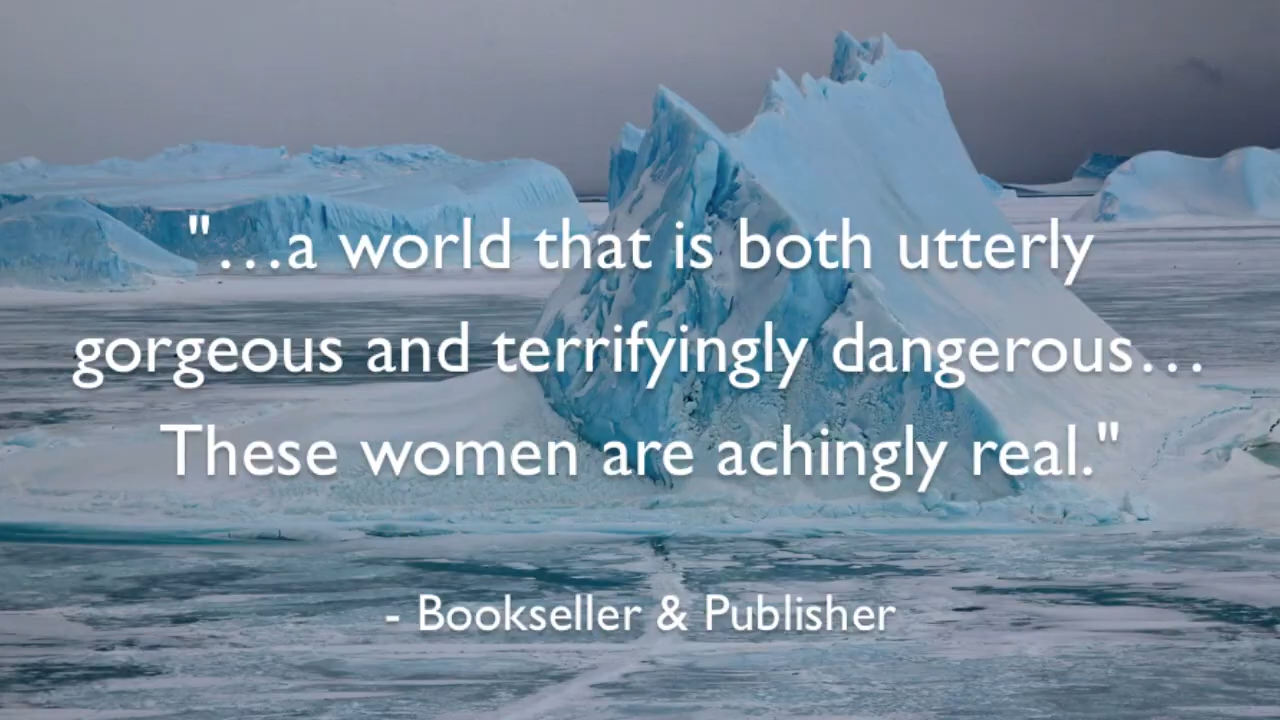 "…a world that is both utterly
gorgeous and terrifyingly dangerous…
These women are achingly real."
- Bookseller & Publisher